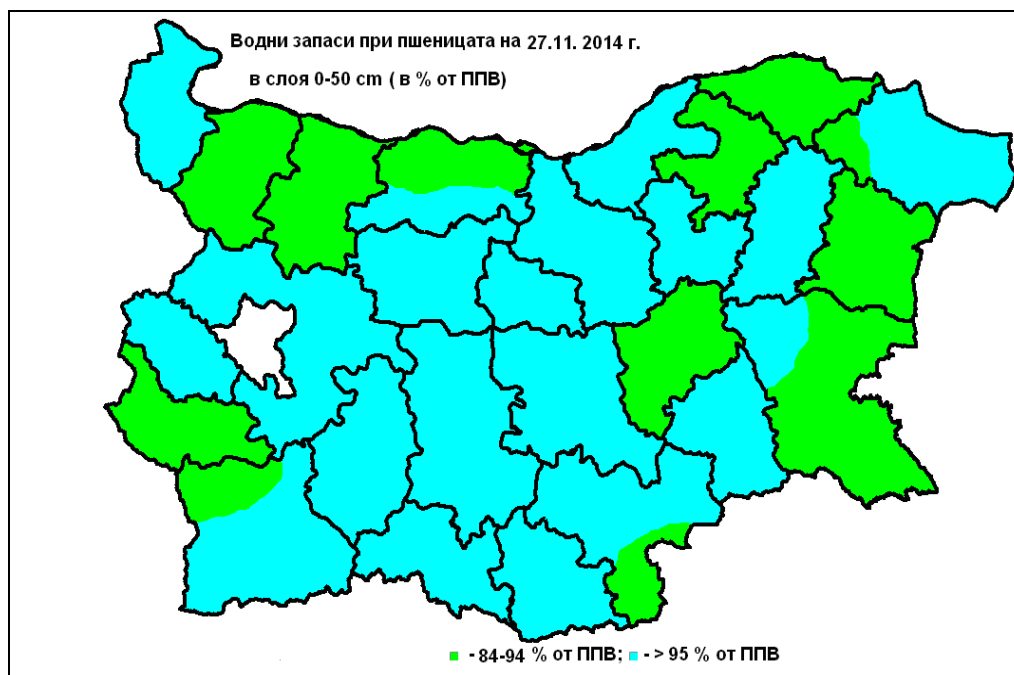 Водни запаси при пшеницата на 27.11. 2014 г.
в слоя 0-50 cm ( в % от ППВ)
- 84-94 % от ППВ; - > 95 % от ППВ